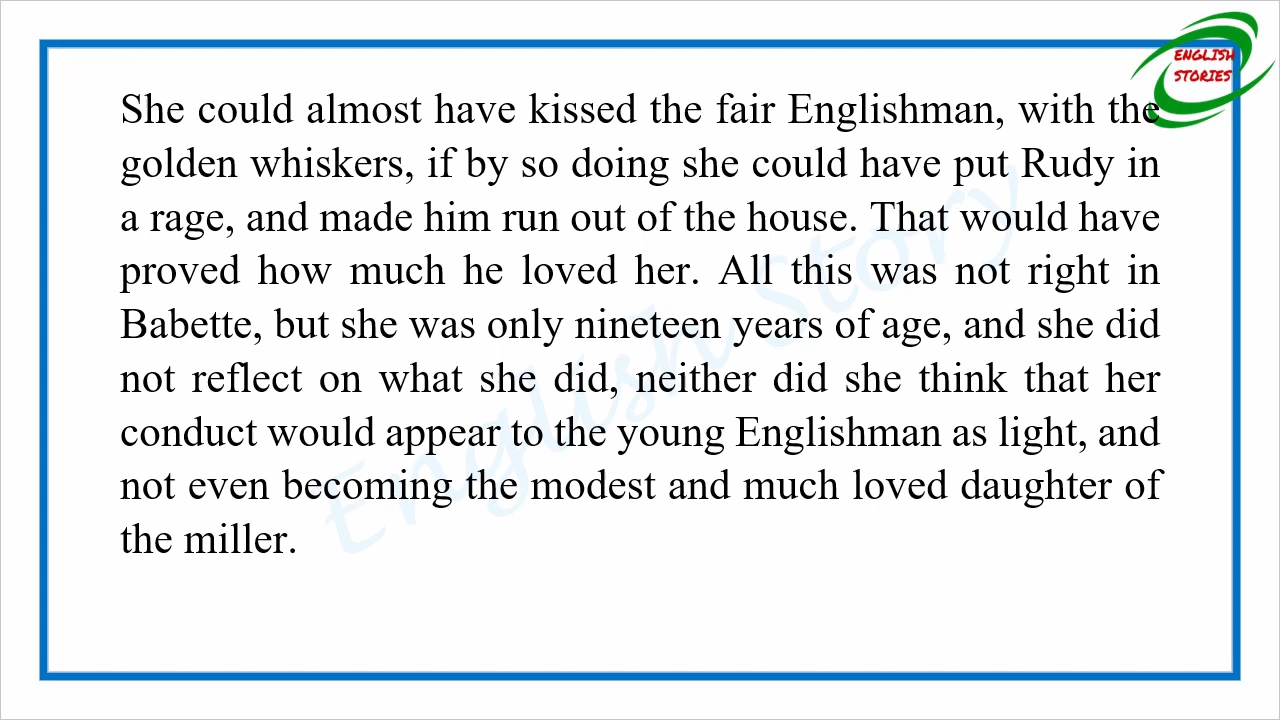 ENGLISH
STORIES
She could almost have kissed the fair Englishman, with the
golden whiskers, if by so doing she could have put Rudy in
a rage, and made him run out of the house. That would have
proved how much he loved her. All this was not right in
Babette, but she was only nineteen years of age, and she did
not reflect on what she did, neither did she think that her
conduct would appear to the young Englishman as light, and
not even becoming the modest and much loved daughter of
the miller.
English Story